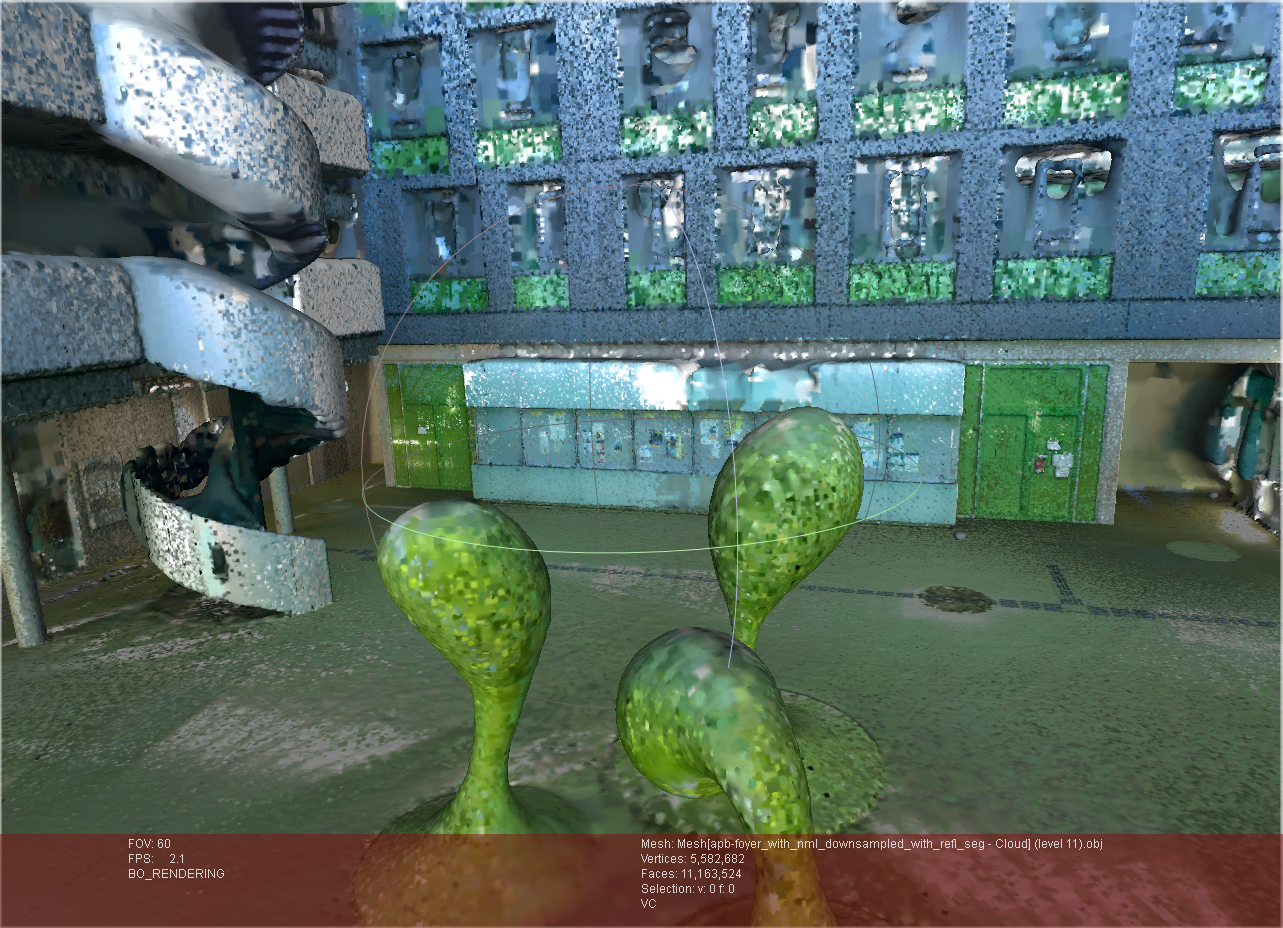 FOV: 60
FPS: 2.1
BO_RENDERING
Mesh: Mesh[apb-foyer_with_nml_downsampled_with_refl_seg - Cloud] (level 11).obj
Vertices: 5,582,682
Faces: 11,163,524
Selection: v: 0 f: 0
VC